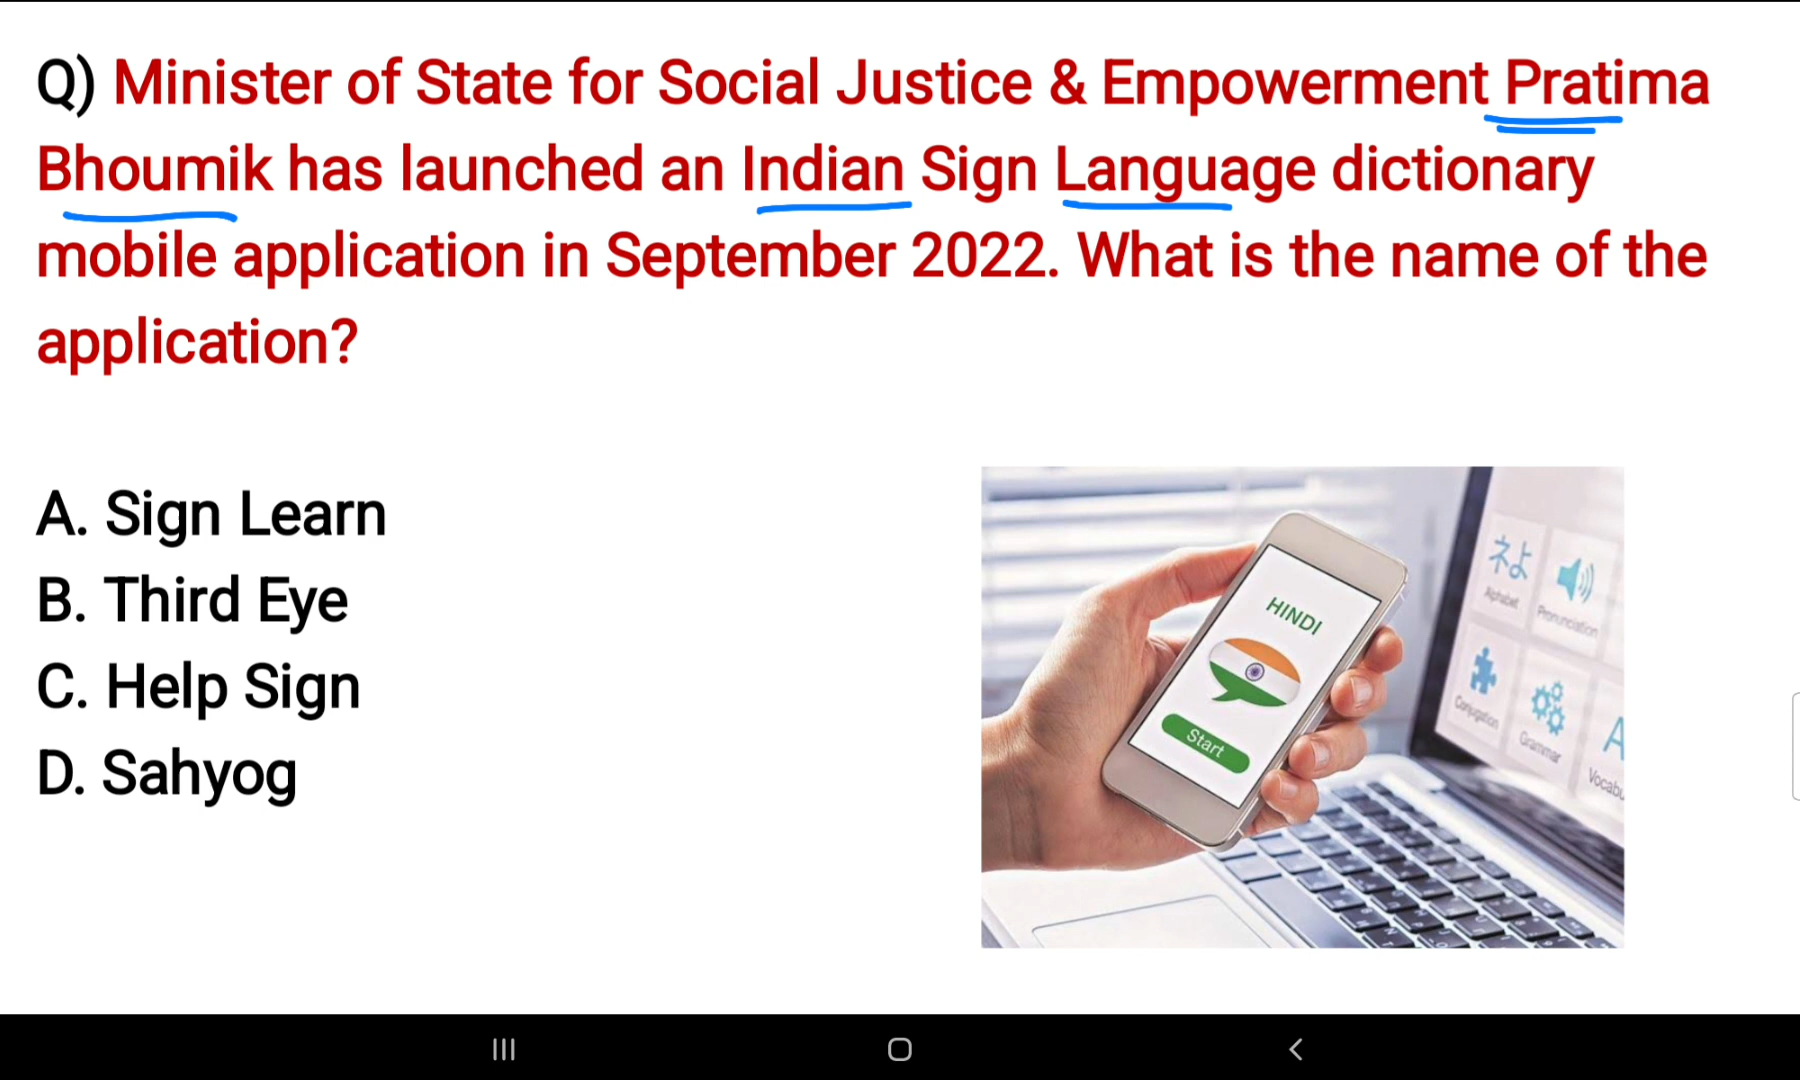 Q) Minister of State for Social Justice & Empowerment Pratima
Bhoumik has launched an Indian Sign Language dictionary
mobile application in September 2022. What is the name of the
application?
A. Sign Learn
B. Third Eye
C. Help Sign
D. Sahyog
HINDI
Start
ネよ
Alphabet
Pronunciation
Conjugation
Grammar
A
Vocabu